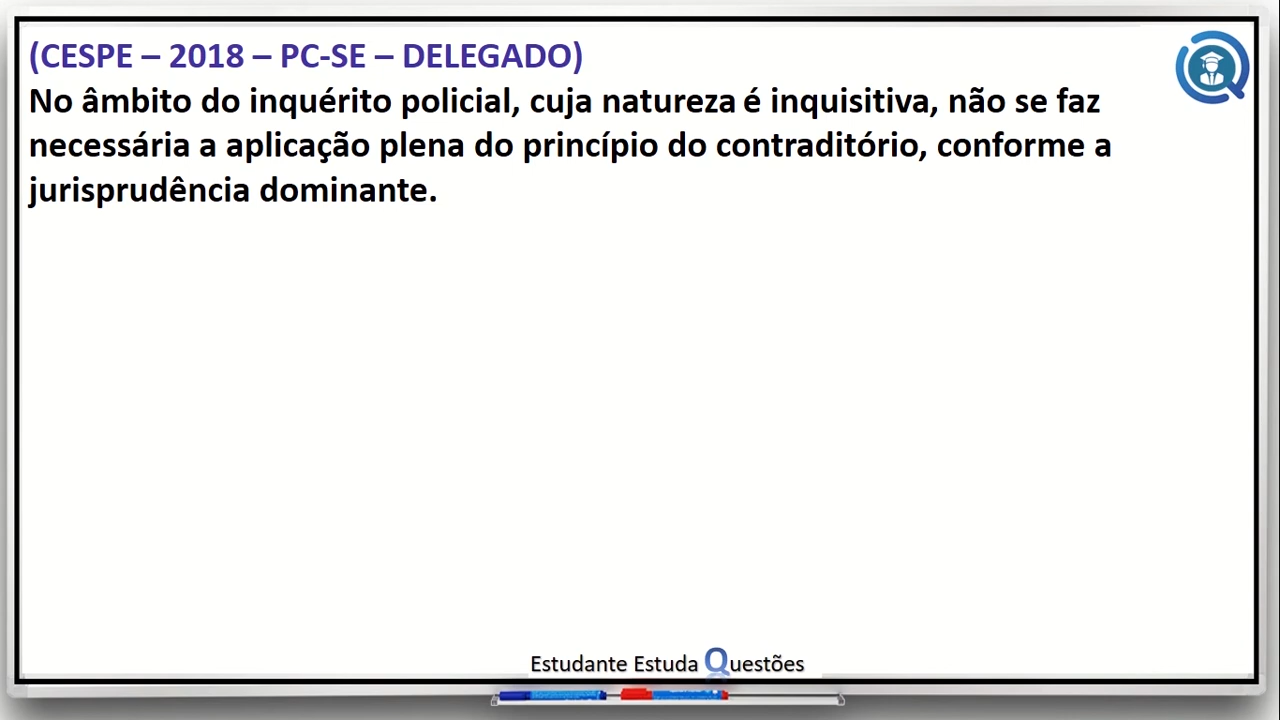 (CESPE – 2018 – PC-SE – DELEGADO)
No âmbito do inquérito policial, cuja natureza é inquisitiva, não se faz
necessária a aplicação plena do princípio do contraditório, conforme a
jurisprudência dominante.
Estudante Estuda Questões